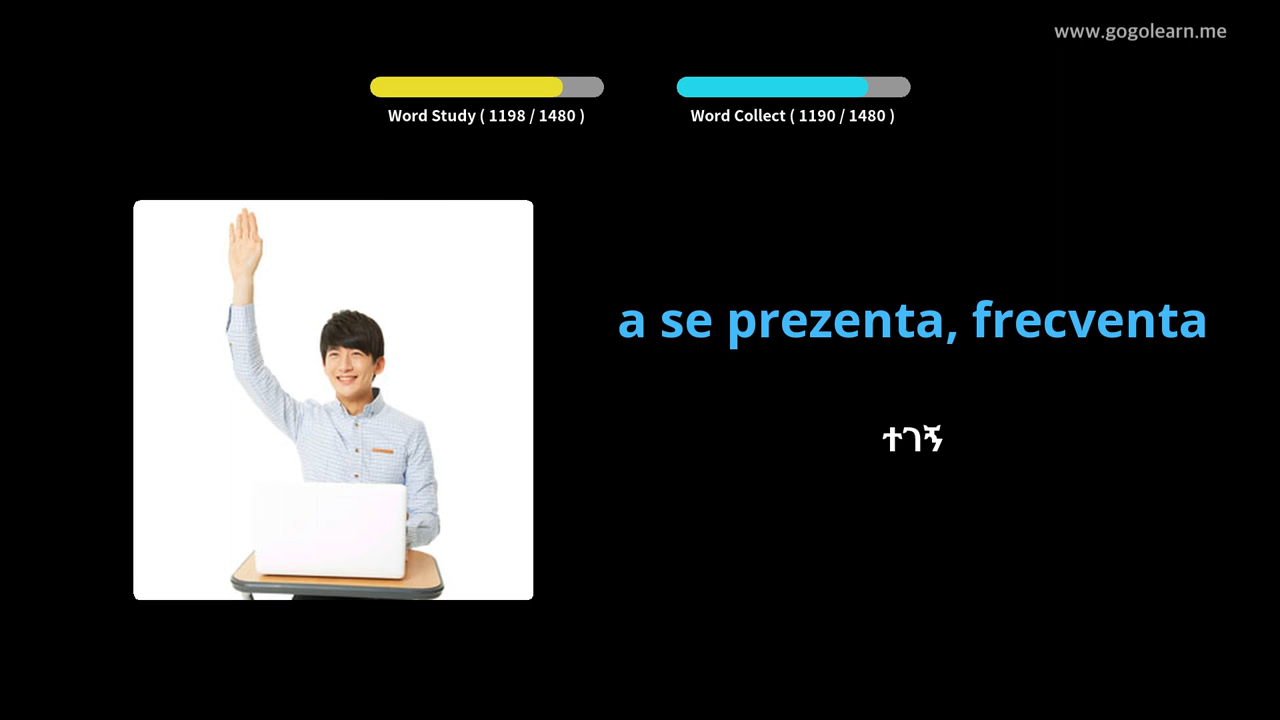 www.gogolearn.me
Word Study ( 1198 / 1480 )
Word Collect ( 1190 / 1480 )
a se prezenta, frecventa
ተገኝ